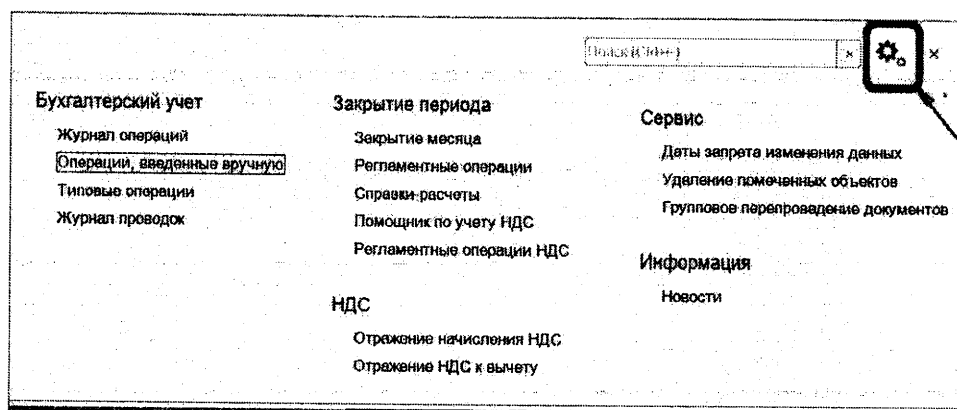 Поиск (Ctrl+F)
Бухгалтерский учет
Журнал операций
Операции, введенные вручную
Типовые операции
Журнал проводок
Закрытие периода
Закрытие месяца
Регламентные операции
Справки-расчеты
Помощник по учету НДС
Регламентные операции НДС
НДС
Отражение начисления НДС
Отражение НДС к вычету
Сервис
Даты запрета изменения данных
Удаление помеченных объектов
Групповое перепроведение документов
Информация
Новости